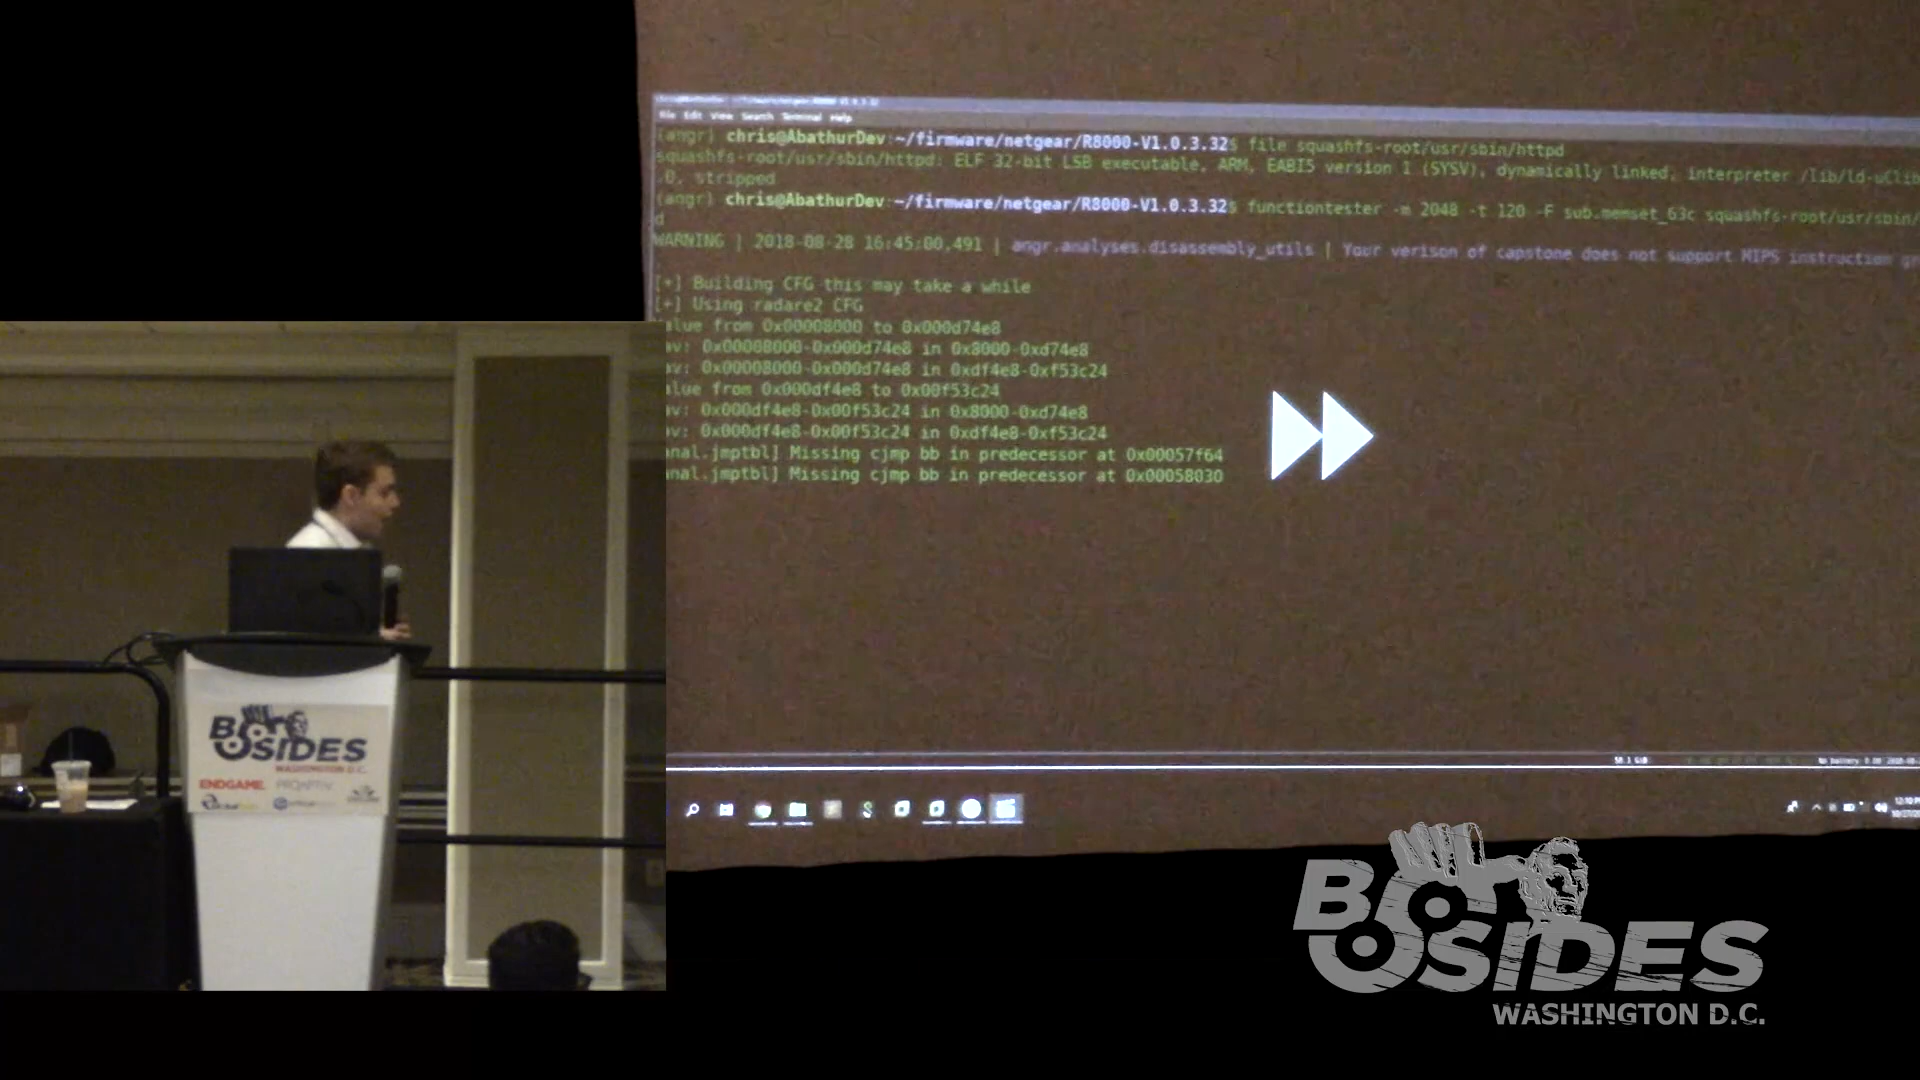 File Edit View Search Terminal Help
(angr) chris@AbathurDev:~/firmware/netgear/R8000-V1.0.3.32$ file squashfs-root/usr/sbin/httpd
squashfs-root/usr/sbin/httpd: ELF 32-bit LSB executable, ARM, EABI5 version 1 (SYSV), dynamically linked, interpreter /lib/ld-uClib
.0, stripped
(angr) chris@AbathurDev:~/firmware/netgear/R8000-V1.0.3.32$ functiontester -m 2048 -t 120 -F sub.memset_63c squashfs-root/usr/sbin/
d
WARNING | 2018-08-28 16:45:00,491 | angr.analyses.disassembly_utils | Your verison of capstone does not support MIPS instruction gr
[+] Building CFG this may take a while
[+] Using radare2 CFG
alue from 0x00008000 to 0x000d74e8
av: 0x00008000-0x000d74e8 in 0x8000-0xd74e8
av: 0x00008000-0x000d74e8 in 0xdf4e8-0xf53c24
alue from 0x000df4e8 to 0x00f53c24
av: 0x000df4e8-0x00f53c24 in 0x8000-0xd74e8
av: 0x000df4e8-0x00f53c24 in 0xdf4e8-0xf53c24
anal.jmptbl] Missing cjmp bb in predecessor at 0x00057f64
anal.jmptbl] Missing cjmp bb in predecessor at 0x00058030
BSIDES
WASHINGTON D.C.
ENDGAME.
BSIDES
WASHINGTON D.C.